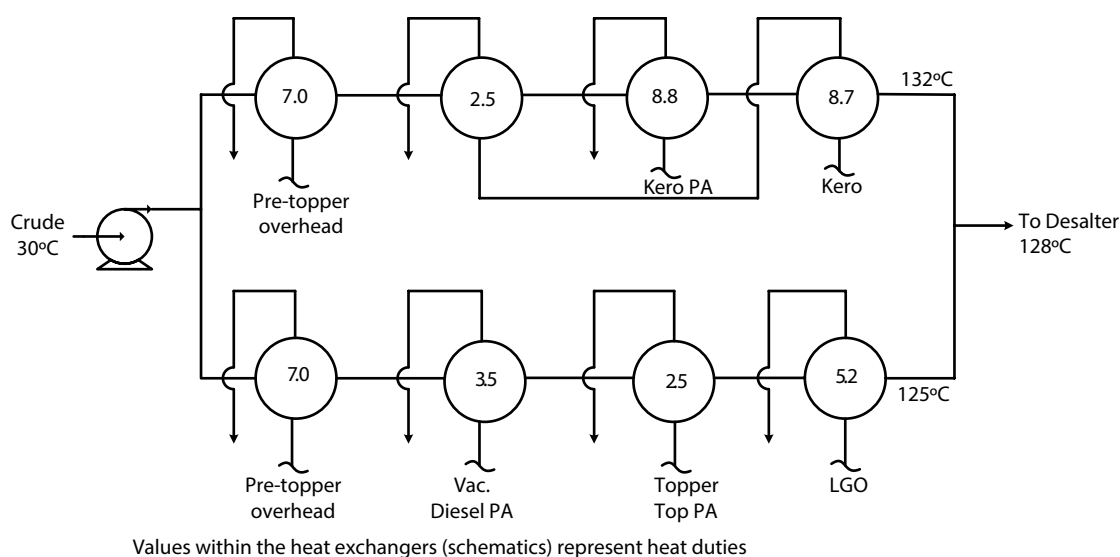 7.0
2.5
8.8
8.7
132ºC
Pre-topper
overhead
Kero PA
Kero
Crude
30ºC
To Desalter
128ºC
7.0
3.5
2.5
5.2
125ºC
Pre-topper
overhead
Vac.
Diesel PA
Topper
Top PA
LGO
Values within the heat exchangers (schematics) represent heat duties